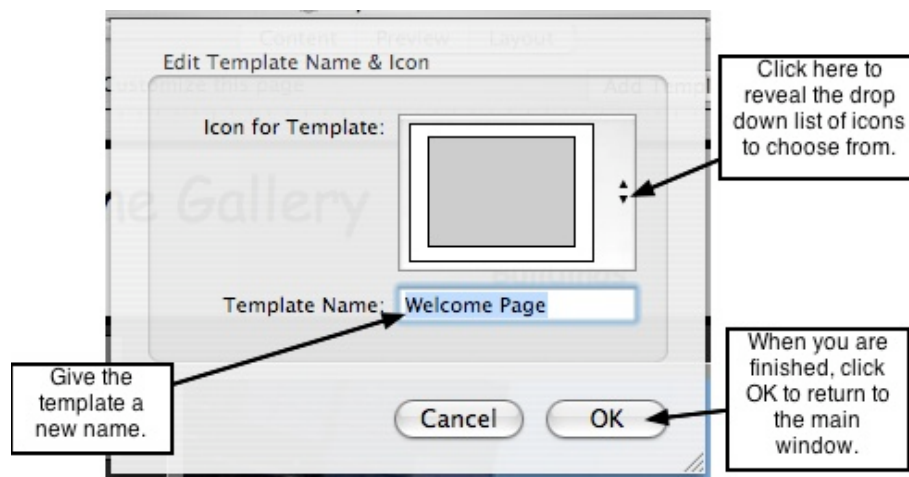 Content Preview Layout
Edit Template Name & Icon
Customize this page
Add Templ
Icon for Template:
Click here to
reveal the drop
down list of icons
to choose from.
me Gallery
Buildings
Template Name:
Welcome Page
Give the
template a
new name.
Cancel
OK
When you are
finished, click
OK to return to
the main
window.